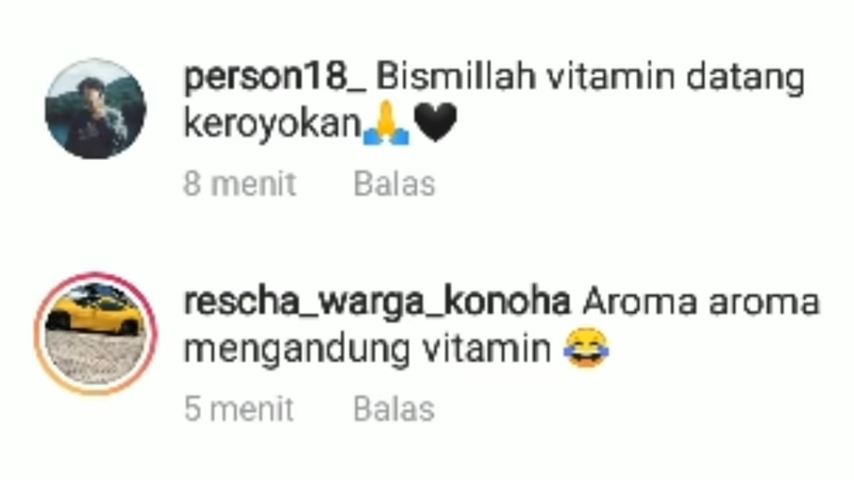 person18_ Bismillah vitamin datang
keroyokan🙏🖤
8 menit Balas
rescha_warga_konoha Aroma aroma
mengandung vitamin 😂
5 menit Balas